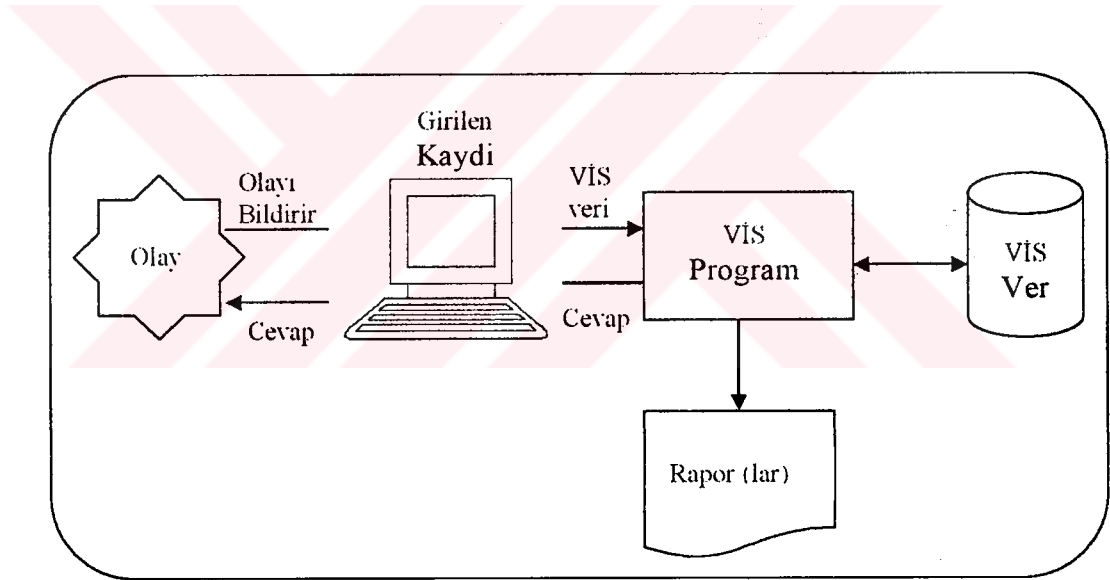 Olay
Olayı
Bildirir
Cevap
Girilen
Kaydi
VİS
veri
Cevap
VİS
Program
VİS
Ver
Rapor (lar)